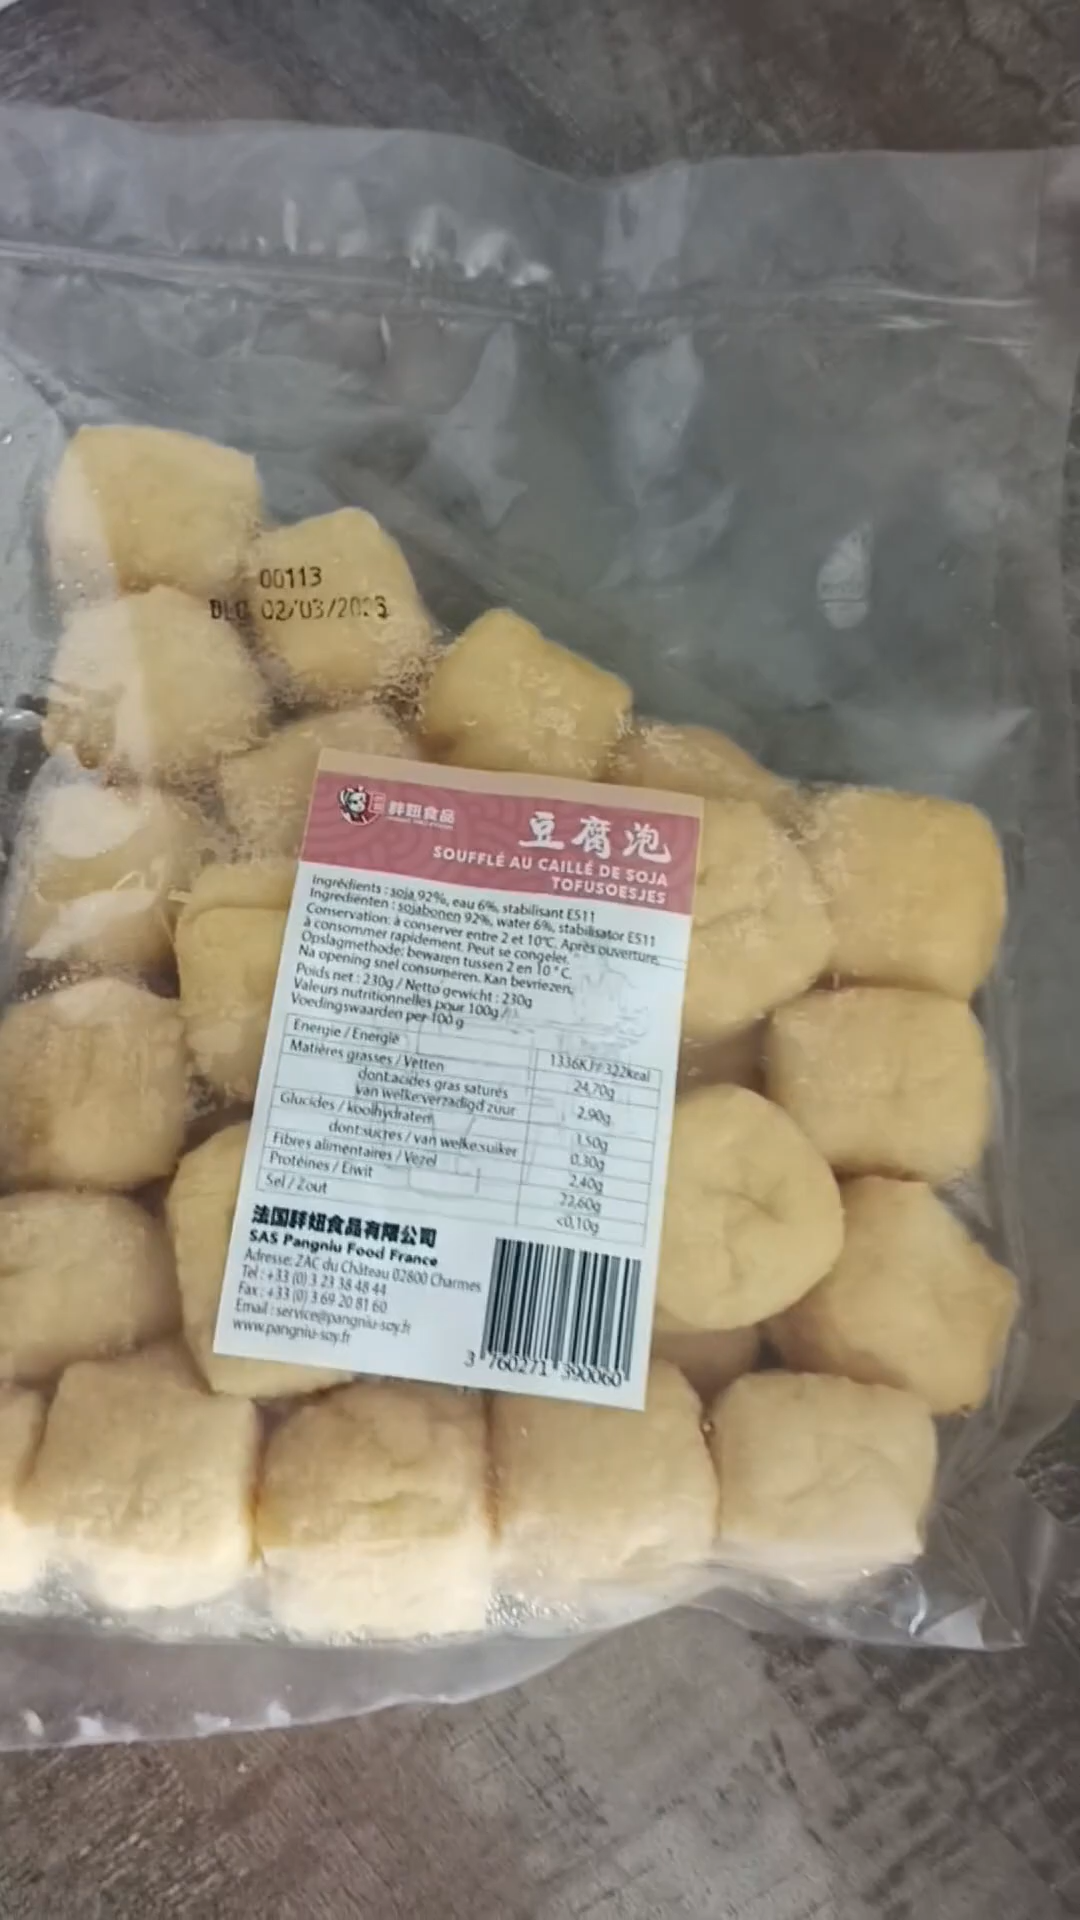 00113
DLC 02/03/20
胖妞食品
豆腐泡
SOUFFLÉ AU CAILLÉ DE SOJA
TOFUSOESJES
Ingrédients : soja 92%, eau 6%, stabilisant E511
Ingrediënten : sojabonen 92%, water 6%, stabilisator E511
Conservation: à conserver entre 2 et 10°C. Après ouverture,
à consommer rapidement. Peut se congeler.
Opslagmethode: bewaren tussen 2 en 10°C.
Na opening snel consumeren. Kan bevriezen.
Poids net : 230g / Netto gewicht : 230g
Valeurs nutritionnelles pour 100g /
Voedingswaarden per 100 g
Energie / Energie 1336KJ / 322kcal
Matières grasses / Vetten 24,70g
dont acides gras saturés
van welke verzadigd zuur 2,90g
Glucides / koolhydraten 1,50g
dont sucres / van welke suiker 0,30g
Fibres alimentaires / Vezel 2,40g
Protéines / Eiwit 22,60g
Sel / Zout <0,10g
法国胖妞食品有限公司
SAS Pangniu Food France
Adresse: ZAC du Château 02800 Charmes
Tel : +33 (0) 3 23 38 48 44
Fax : +33 (0) 3 69 20 81 60
Email : service@pangniu-soy.fr
www.pangniu-soy.fr
3 760271 390060